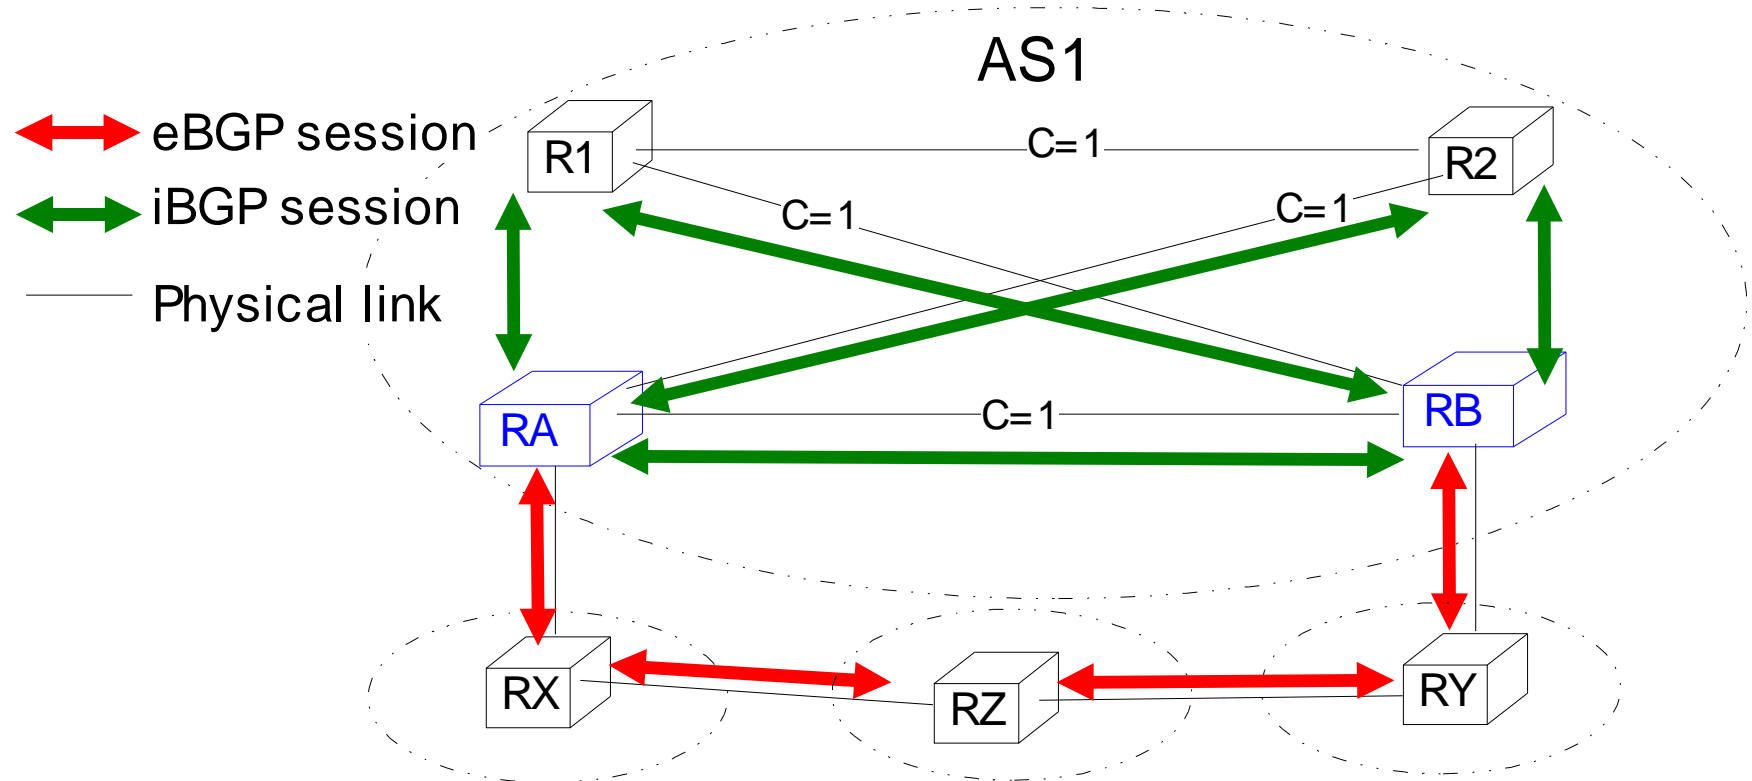 AS1
eBGP session
iBGP session
Physical link
R1
C=1
R2
C=1
C=1
RA
C=1
RB
RX
RZ
RY